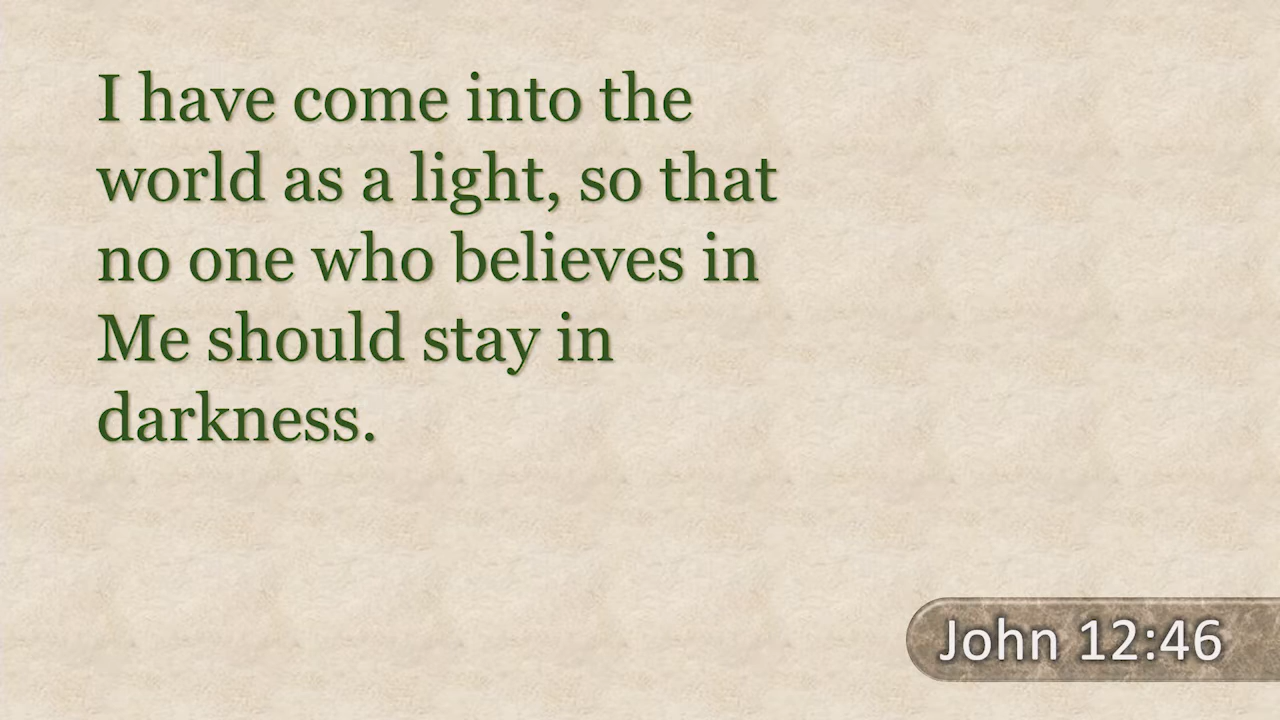 I have come into the
world as a light, so that
no one who believes in
Me should stay in
darkness.
John 12:46